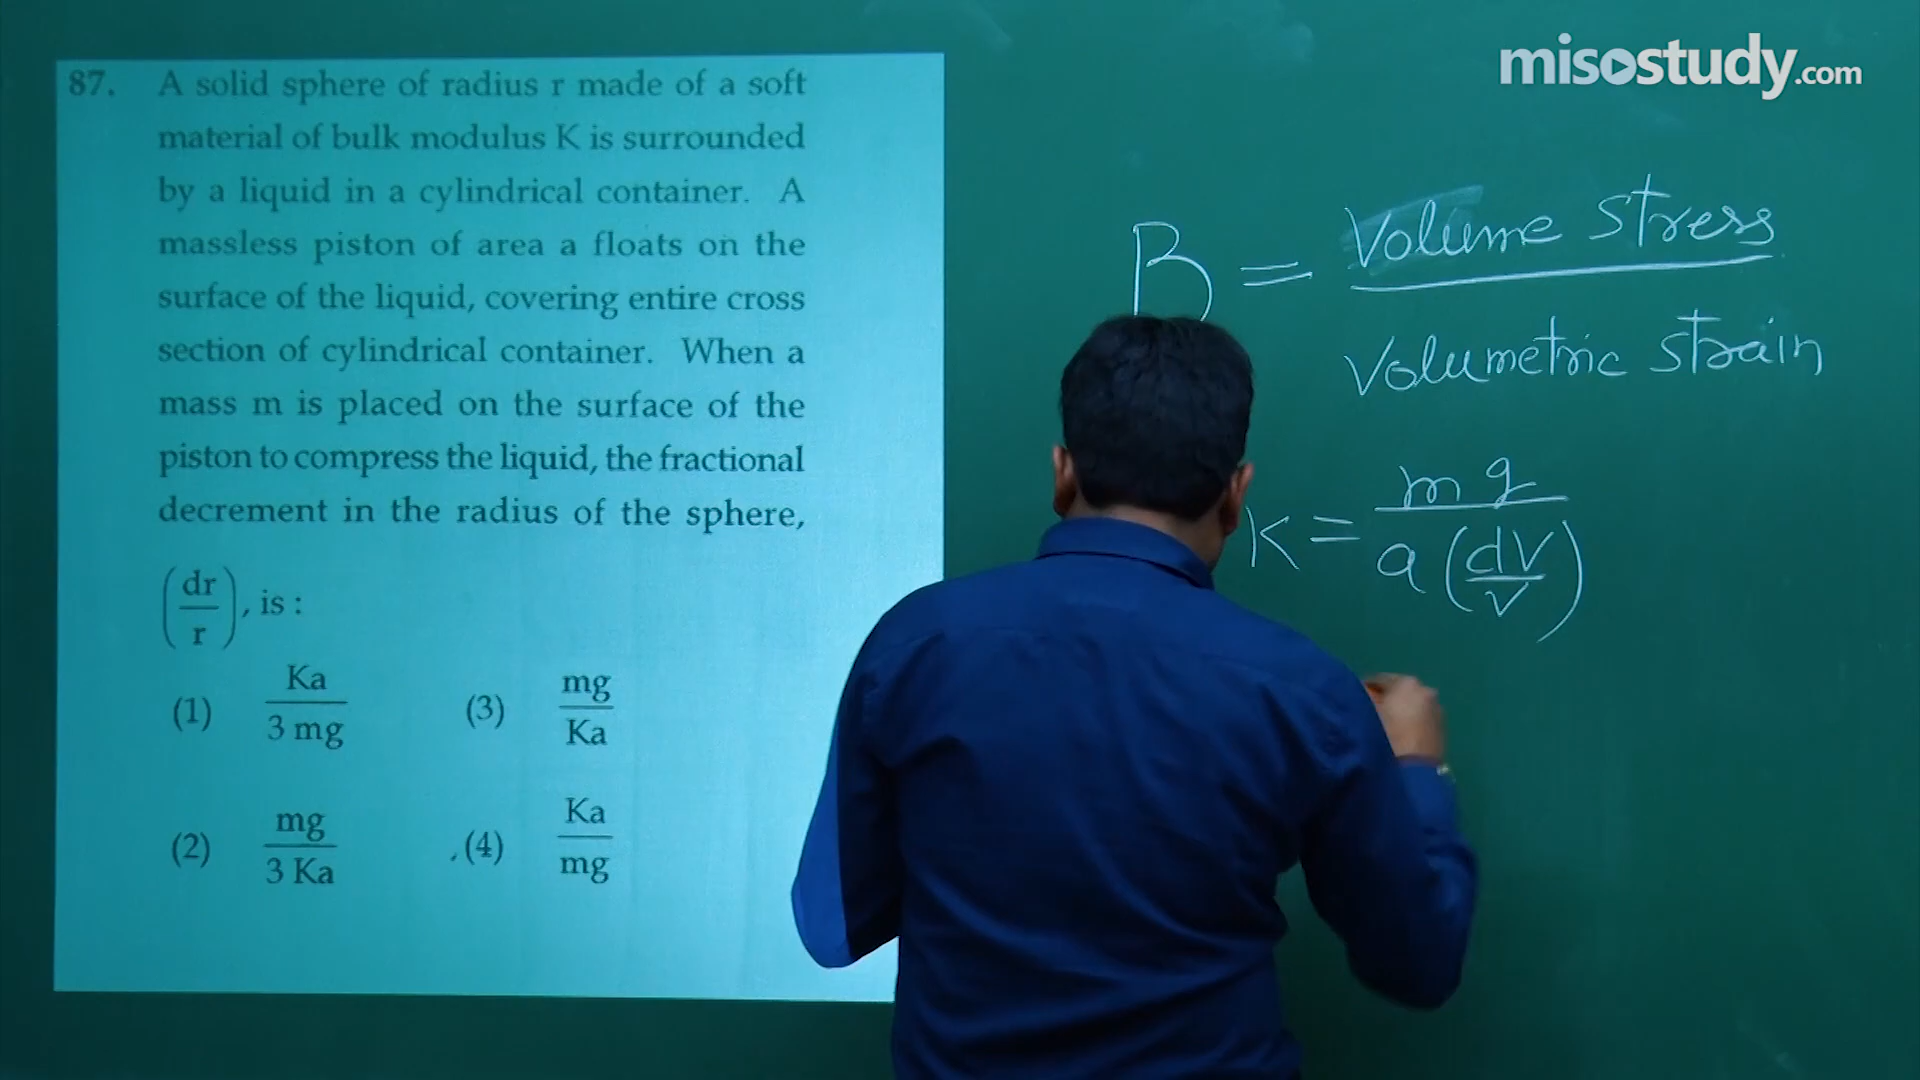 misostudy.com
87. A solid sphere of radius r made of a soft
material of bulk modulus K is surrounded
by a liquid in a cylindrical container. A
massless piston of area a floats on the
surface of the liquid, covering entire cross
section of cylindrical container. When a
mass m is placed on the surface of the
piston to compress the liquid, the fractional
decrement in the radius of the sphere,
(dr/r), is :
(1) Ka/3 mg (3) mg/Ka
(2) mg/3 Ka (4) Ka/mg
B = Volume Stress/Volumetric Strain
K = mg/a(dV/V)